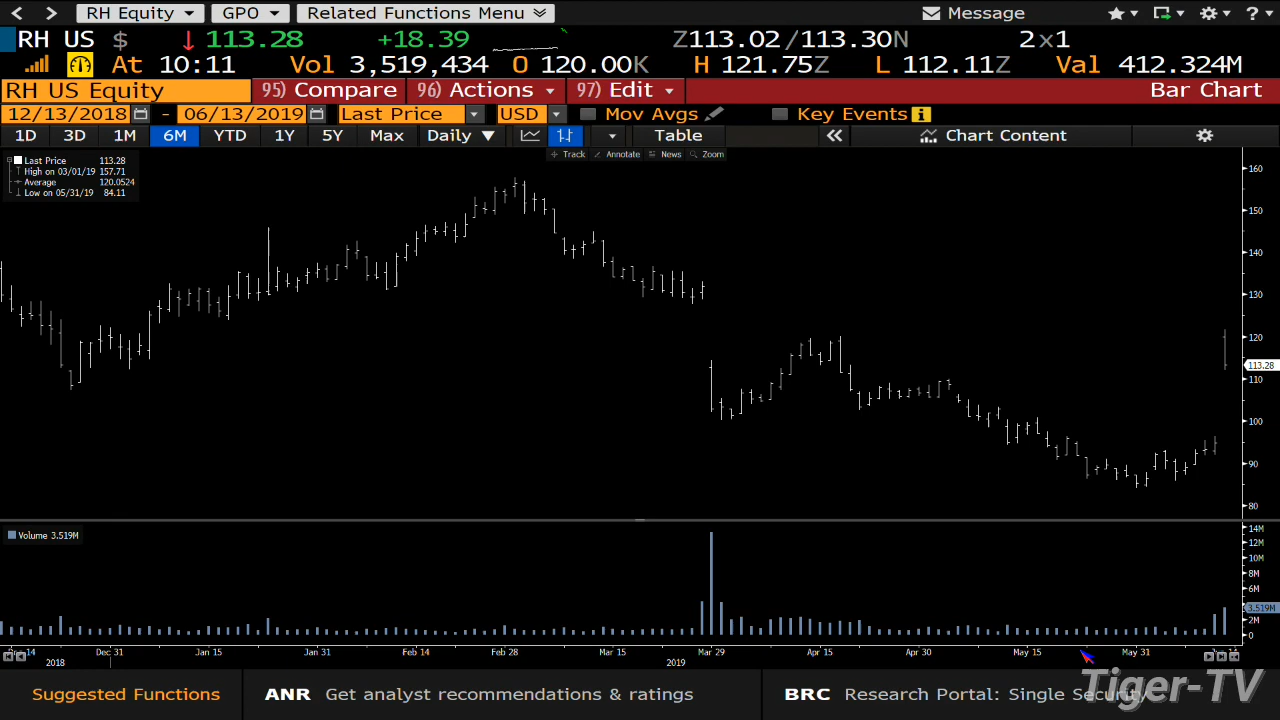 RH Equity GPO Related Functions Menu Message ?
RH US $ 113.28 +18.39 Z113.02/113.30N 2x1
At 10:11 Vol 3,519,434 O 120.00K H 121.75Z L 112.11Z Val 412.324M
RH US Equity 95) Compare 96) Actions 97) Edit Bar Chart
12/13/2018 - 06/13/2019 Last Price USD Mov Avgs Key Events i
1D 3D 1M 6M YTD 1Y 5Y Max Daily Table Chart Content
Track Annotate News Zoom
Last Price 113.28
High on 03/01/19 157.71
Average 120.0524
Low on 05/31/19 84.11
160
150
140
130
120
113.28
110
100
90
80
Volume 3.519M
14M
12M
10M
8M
6M
3.519M
2M
0
Dec 31 Jan 15 Jan 31 Feb 14 Feb 28 Mar 15 Mar 29 Apr 15 Apr 30 May 15 May 31
2018 2019
Suggested Functions ANR Get analyst recommendations & ratings BRC Research Portal: Single Security
Tiger-TV